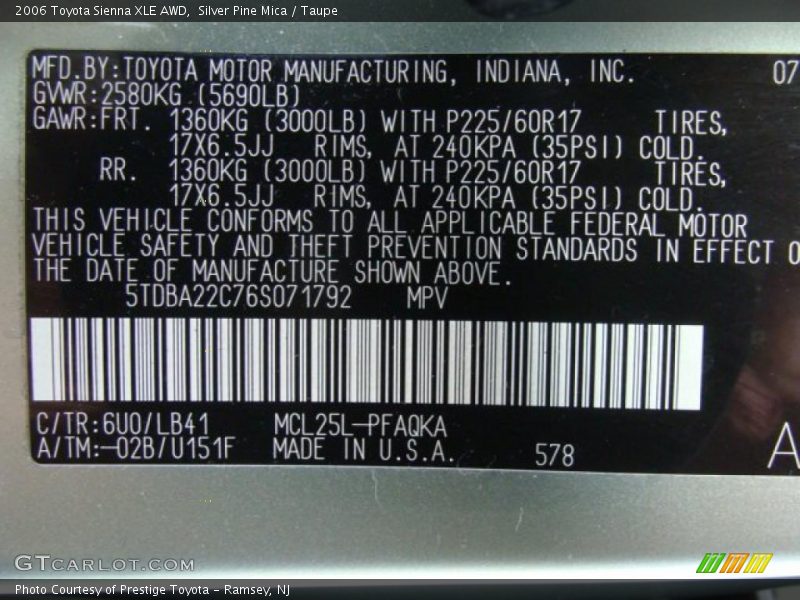 2006 Toyota Sienna XLE AWD,  Silver Pine Mica / Taupe
MFD.BY:TOYOTA MOTOR MANUFACTURING, INDIANA, INC. 07
GVWR:2580KG (5690LB)
GAWR:FRT. 1360KG (3000LB) WITH P225/60R17 TIRES,
17X6.5JJ RIMS, AT 240KPA (35PSI) COLD.
RR. 1360KG (3000LB) WITH P225/60R17 TIRES,
17X6.5JJ RIMS, AT 240KPA (35PSI) COLD.
THIS VEHICLE CONFORMS TO ALL APPLICABLE FEDERAL MOTOR
VEHICLE SAFETY AND THEFT PREVENTION STANDARDS IN EFFECT O
THE DATE OF MANUFACTURE SHOWN ABOVE.
5TDBA22C76S071792 MPV
C/TR:6U0/LB41 MCL25L-PFAQKA
A/TM:-02B/U151F MADE IN U.S.A. 578 A
GTCARLOT.COM
Photo Courtesy of Prestige Toyota - Ramsey, NJ